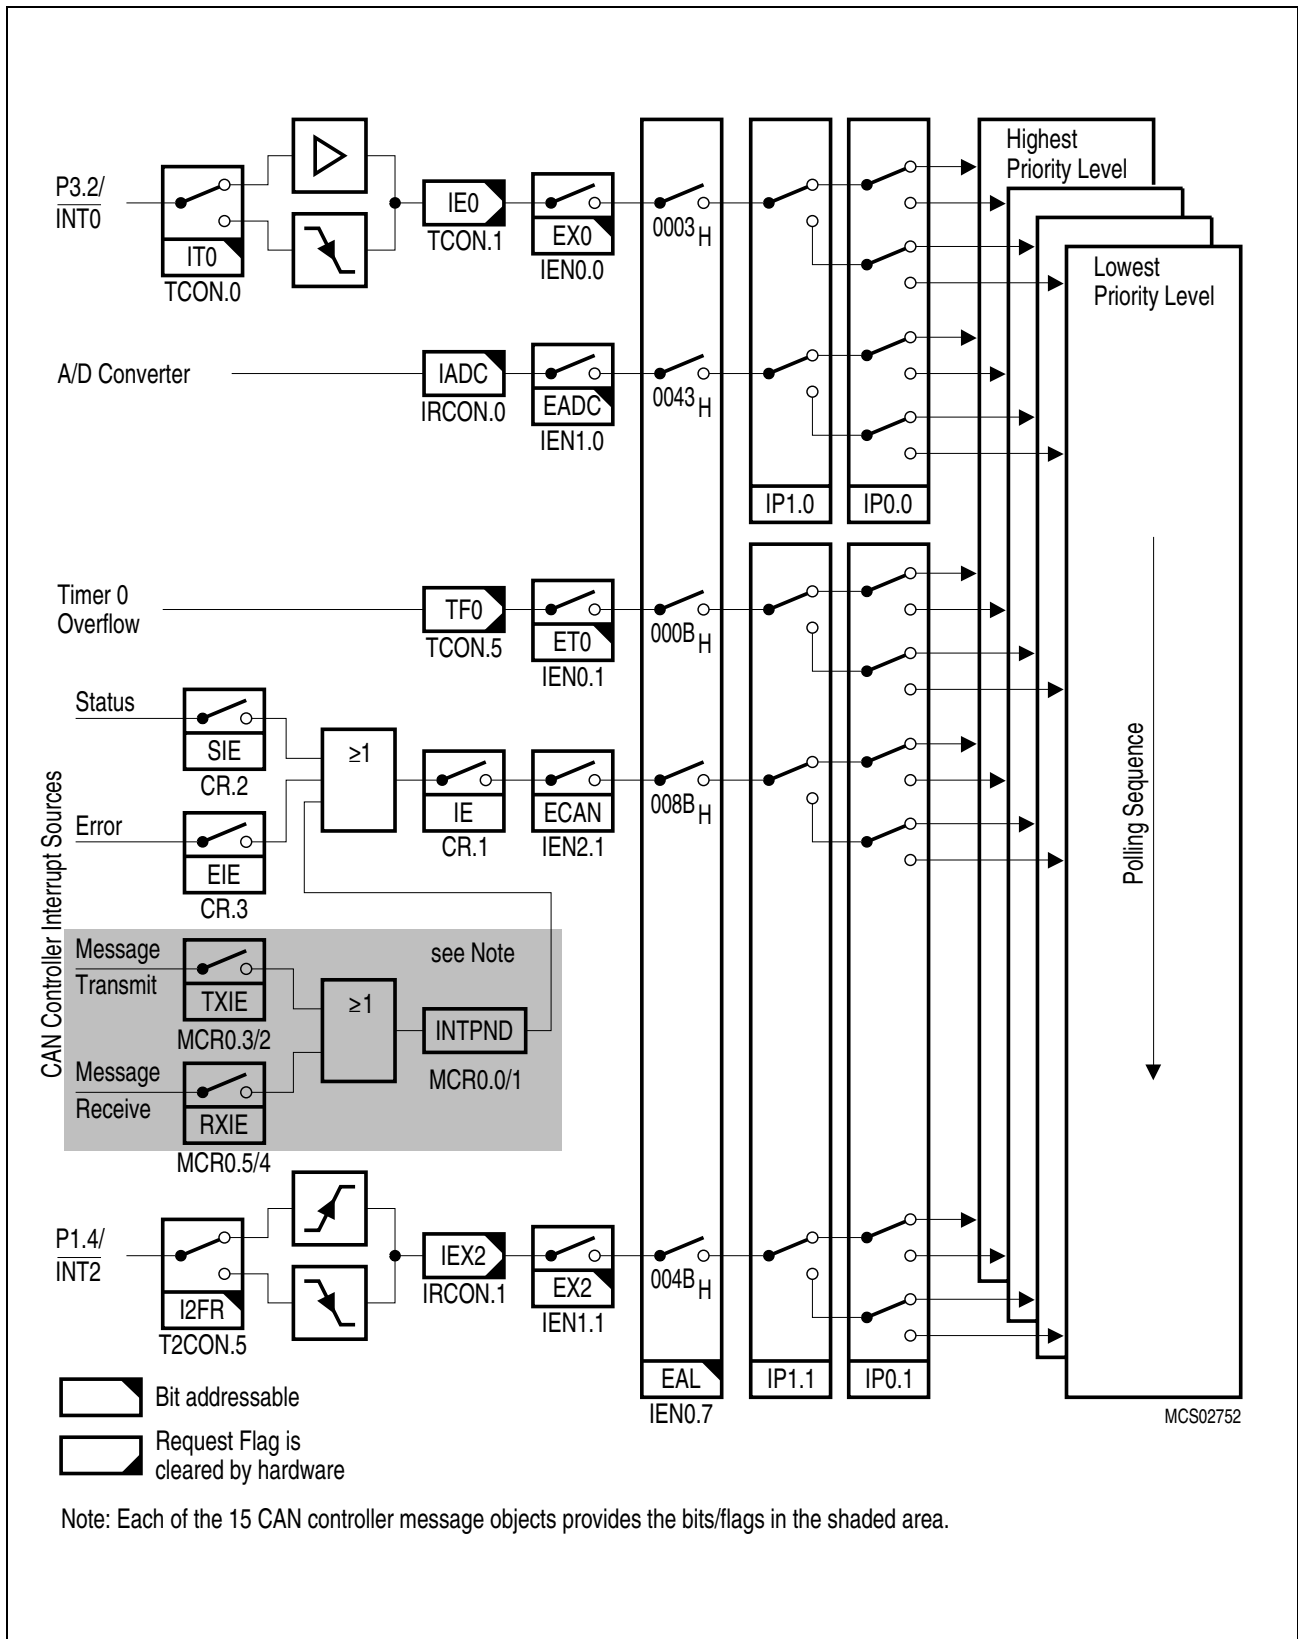 Highest
Priority Level
Lowest
Priority Level
P3.2/
INT0
IT0
TCON.0
IE0
TCON.1
EX0
IEN0.0
0003 H
A/D Converter
IADC
IRCON.0
EADC
IEN1.0
0043 H
IP1.0
IP0.0
Timer 0
Overflow
TF0
TCON.5
ET0
IEN0.1
000B H
CAN Controller Interrupt Sources
Status
SIE
CR.2
Error
EIE
CR.3
≥1
IE
CR.1
ECAN
IEN2.1
008B H
Polling Sequence
Message
Transmit
TXIE
MCR0.3/2
see Note
≥1
INTPND
MCR0.0/1
Message
Receive
RXIE
MCR0.5/4
P1.4/
INT2
I2FR
T2CON.5
IEX2
IRCON.1
EX2
IEN1.1
004B H
EAL
IEN0.7
IP1.1
IP0.1
MCS02752
Bit addressable
Request Flag is
cleared by hardware
Note: Each of the 15 CAN controller message objects provides the bits/flags in the shaded area.